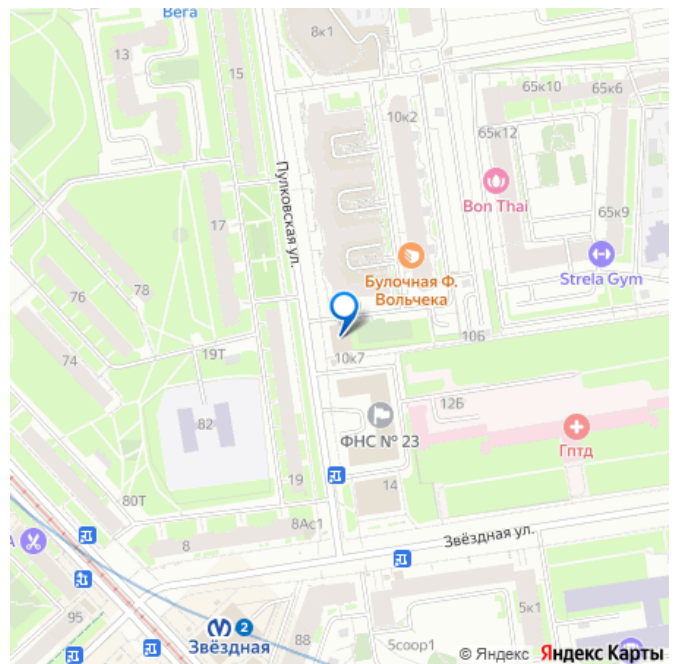 Вега
8к1
13
15
65к10
65к6
10к2
65к12
Пулковская ул.
Bon Thai
65к9
17
Strela Gym
Булочная Ф.
Вольчека
76
78
10Б
74
19Т
10к7
12Б
82
ФНС № 23
Гптд
19
14
80Т
8Ас1
Звёздная ул.
8
95
5к1
2
Звёздная
88
5соор1
© Яндекс
Яндекс Карты